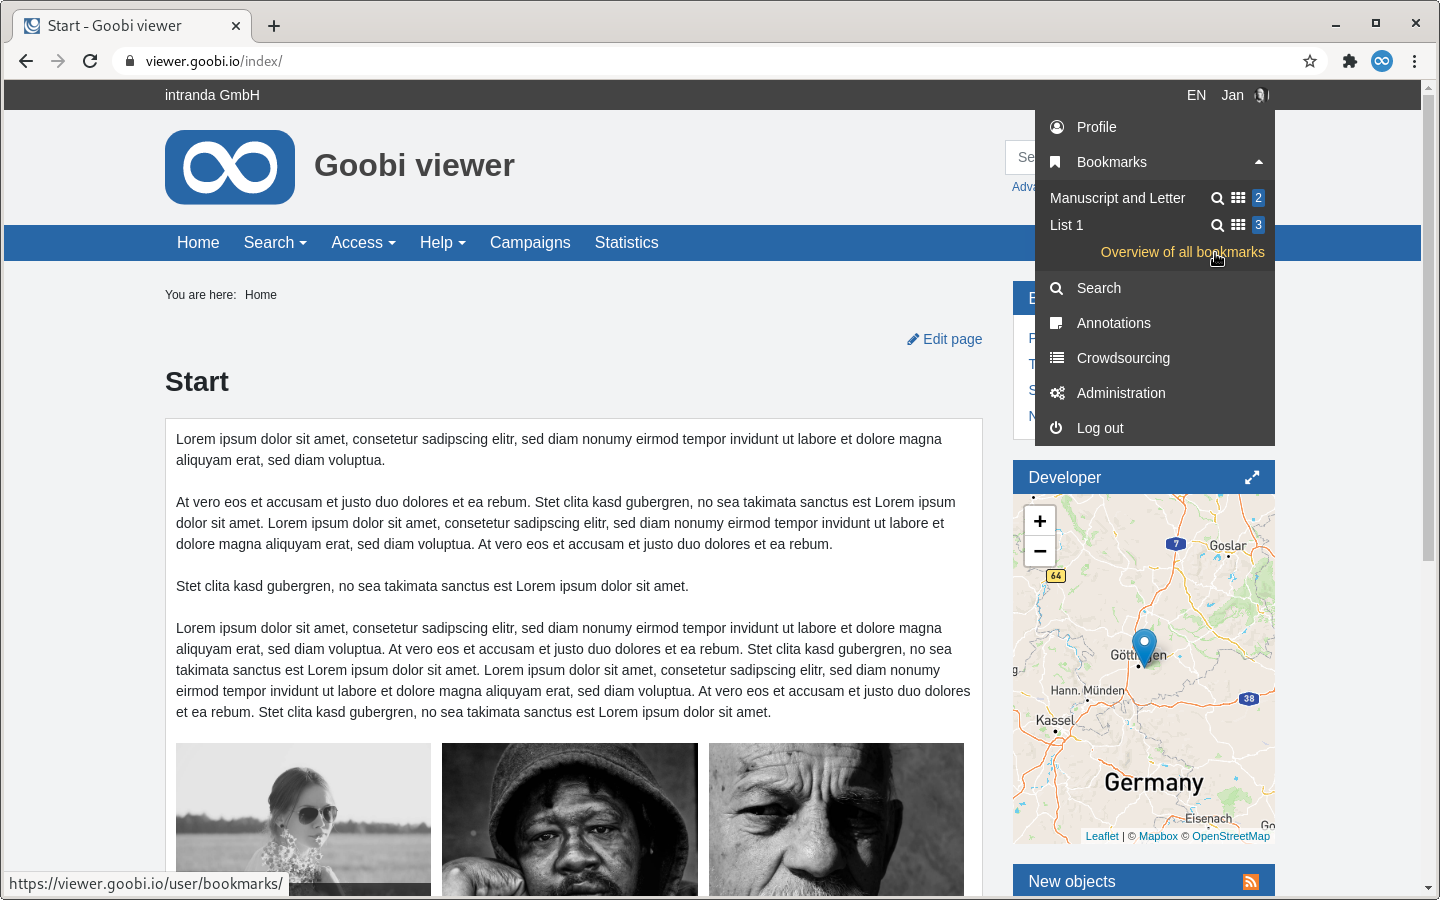 Start - Goobi viewer
viewer.goobi.io/index/
intranda GmbH
EN Jan
Goobi viewer
Se
Adva
Profile
Bookmarks
Manuscript and Letter 2
List 1 3
Overview of all bookmarks
Search
Annotations
Crowdsourcing
Administration
Log out
Home Search Access Help Campaigns Statistics
You are here: Home
Edit page
Start
Lorem ipsum dolor sit amet, consetetur sadipscing elitr, sed diam nonumy eirmod tempor invidunt ut labore et dolore magna
aliquyam erat, sed diam voluptua.
At vero eos et accusam et justo duo dolores et ea rebum. Stet clita kasd gubergren, no sea takimata sanctus est Lorem ipsum
dolor sit amet. Lorem ipsum dolor sit amet, consetetur sadipscing elitr, sed diam nonumy eirmod tempor invidunt ut labore et
dolore magna aliquyam erat, sed diam voluptua. At vero eos et accusam et justo duo dolores et ea rebum.
Stet clita kasd gubergren, no sea takimata sanctus est Lorem ipsum dolor sit amet.
Lorem ipsum dolor sit amet, consetetur sadipscing elitr, sed diam nonumy eirmod tempor invidunt ut labore et dolore magna
aliquyam erat, sed diam voluptua. At vero eos et accusam et justo duo dolores et ea rebum. Stet clita kasd gubergren, no sea
takimata sanctus est Lorem ipsum dolor sit amet. Lorem ipsum dolor sit amet, consetetur sadipscing elitr, sed diam nonumy
eirmod tempor invidunt ut labore et dolore magna aliquyam erat, sed diam voluptua. At vero eos et accusam et justo duo dolores
et ea rebum. Stet clita kasd gubergren, no sea takimata sanctus est Lorem ipsum dolor sit amet.
Developer
+
−
7
Goslar
64
Göttingen
g
Hann. Münden
38
Kassel
Germany
Eisenach
Go
Leaflet | © Mapbox © OpenStreetMap
New objects
https://viewer.goobi.io/user/bookmarks/